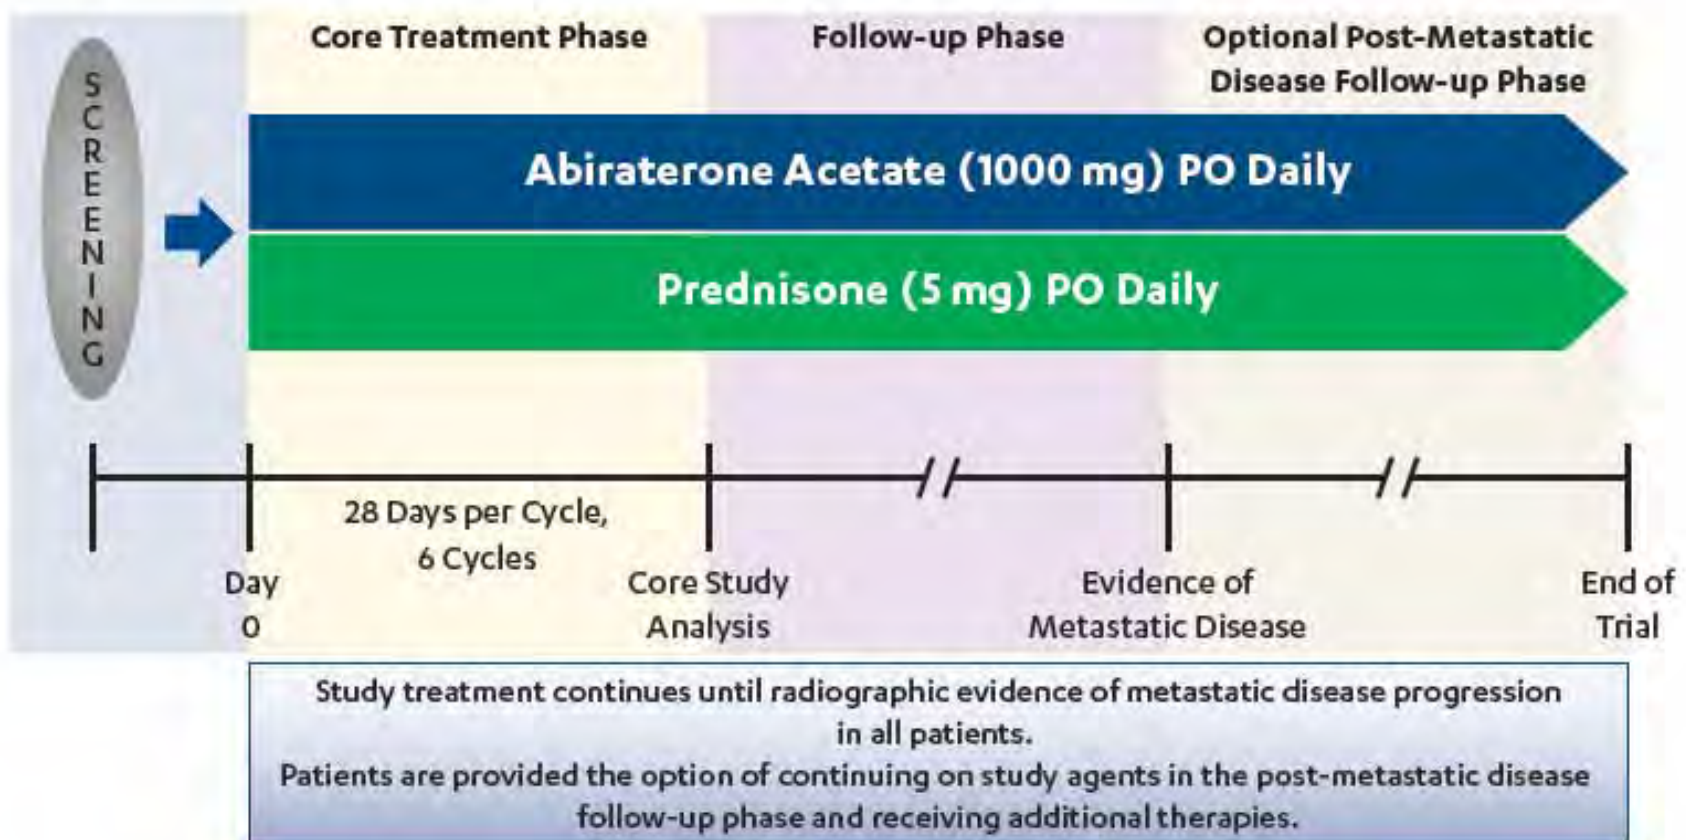 Core Treatment Phase
Follow-up Phase
Optional Post-Metastatic
Disease Follow-up Phase
SCREENING
Abiraterone Acetate (1000 mg) PO Daily
Prednisone (5 mg) PO Daily
28 Days per Cycle,
6 Cycles
Day
0
Core Study
Analysis
Evidence of
Metastatic Disease
End of
Trial
Study treatment continues until radiographic evidence of metastatic disease progression
in all patients.
Patients are provided the option of continuing on study agents in the post-metastatic disease
follow-up phase and receiving additional therapies.